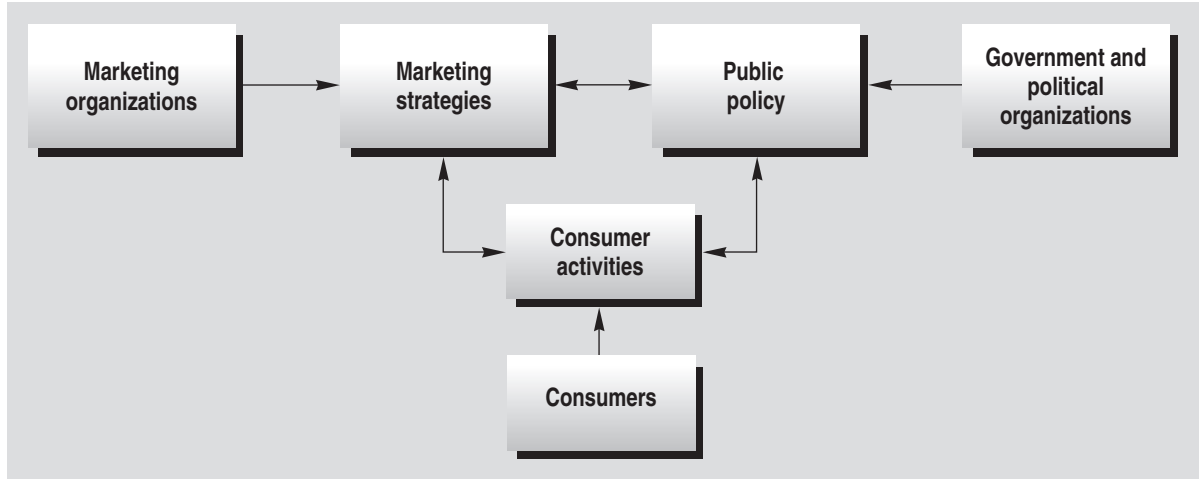 Marketing
organizations
Marketing
strategies
Public
policy
Government and
political
organizations
Consumer
activities
Consumers